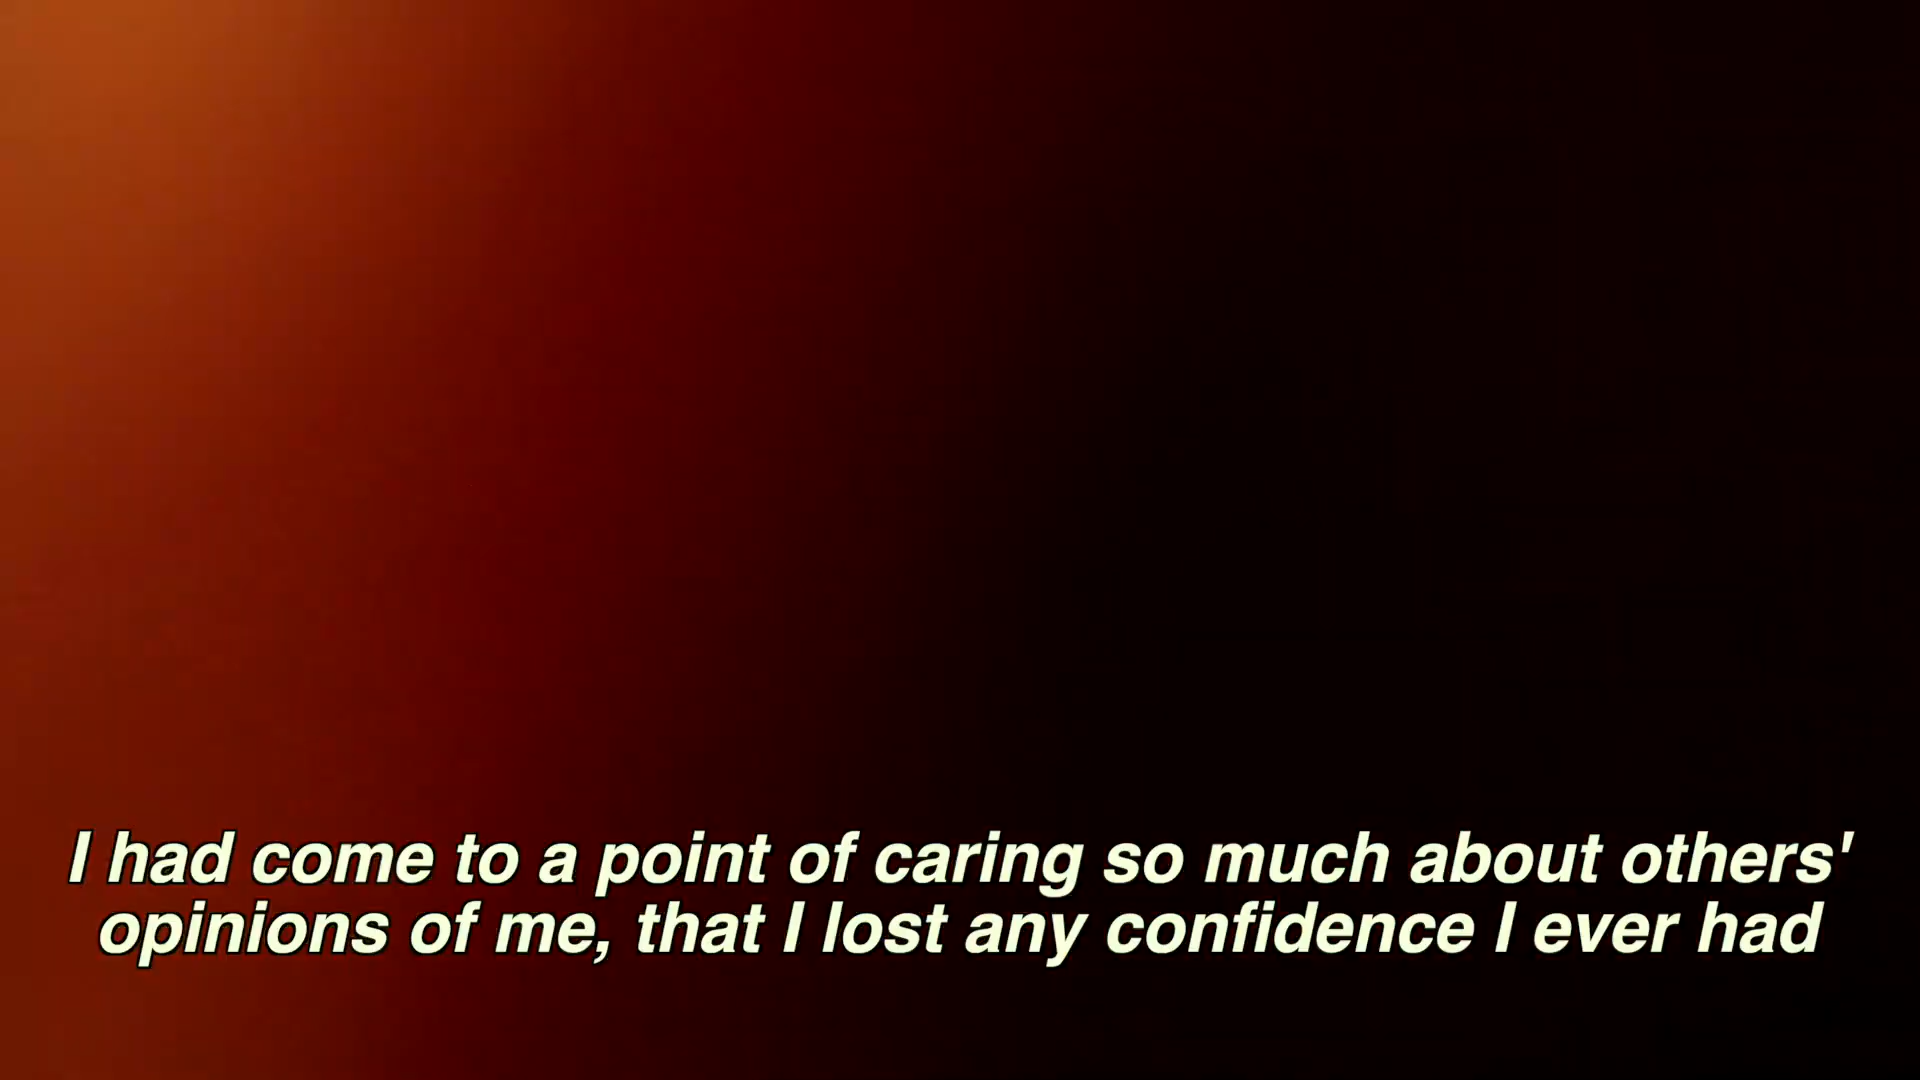 I had come to a point of caring so much about others'
opinions of me, that I lost any confidence I ever had